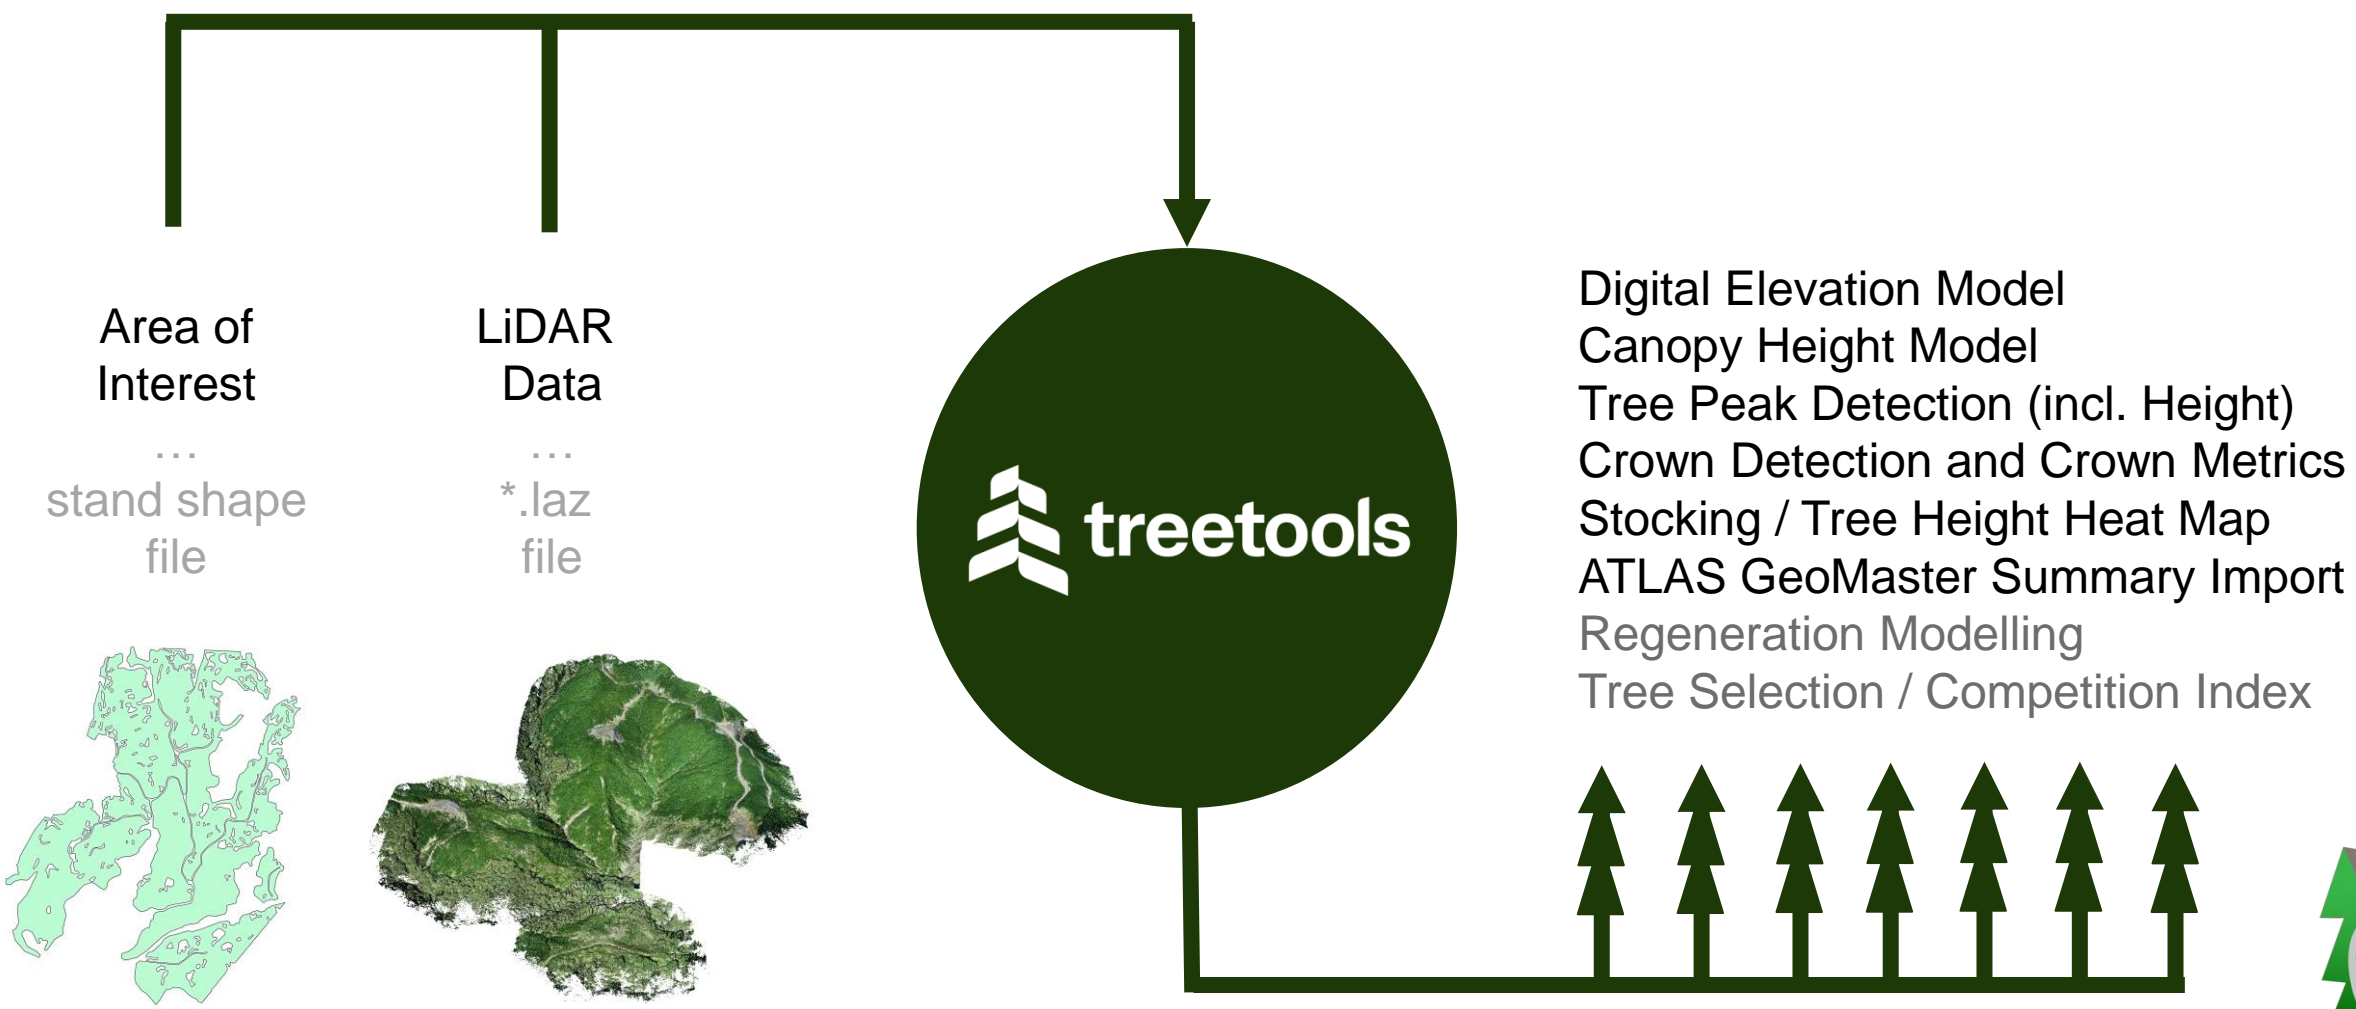 Area of
Interest
…
stand shape
file
LiDAR
Data
…
*.laz
file
treetools
Digital Elevation Model
Canopy Height Model
Tree Peak Detection (incl. Height)
Crown Detection and Crown Metrics
Stocking / Tree Height Heat Map
ATLAS GeoMaster Summary Import
Regeneration Modelling
Tree Selection / Competition Index